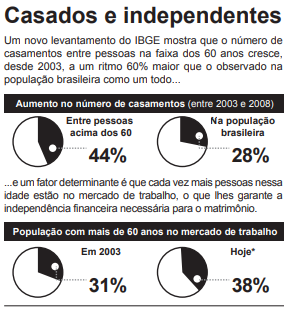 Casados e independentes
Um novo levantamento do IBGE mostra que o número de
casamentos entre pessoas na faixa dos 60 anos cresce,
desde 2003, a um ritmo 60% maior que o observado na
população brasileira como um todo...
Aumento no número de casamentos (entre 2003 e 2008)
Entre pessoas
acima dos 60
44%
Na população
brasileira
28%
...e um fator determinante é que cada vez mais pessoas nessa
idade estão no mercado de trabalho, o que lhes garante a
independência financeira necessária para o matrimônio.
População com mais de 60 anos no mercado de trabalho
Em 2003
31%
Hoje*
38%